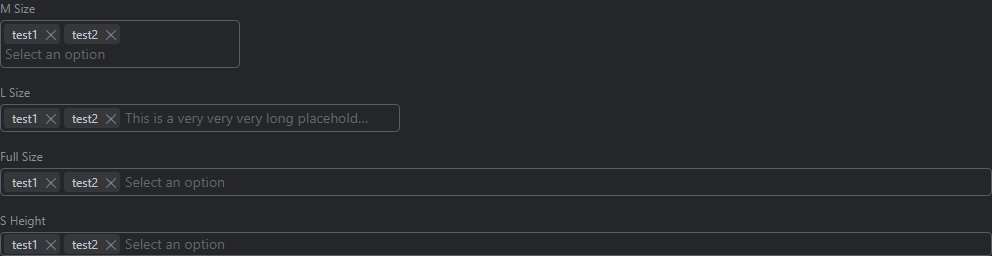 M Size
test1 test2
Select an option
L Size
test1 test2 This is a very very very long placehold...
Full Size
test1 test2 Select an option
S Height
test1 test2 Select an option